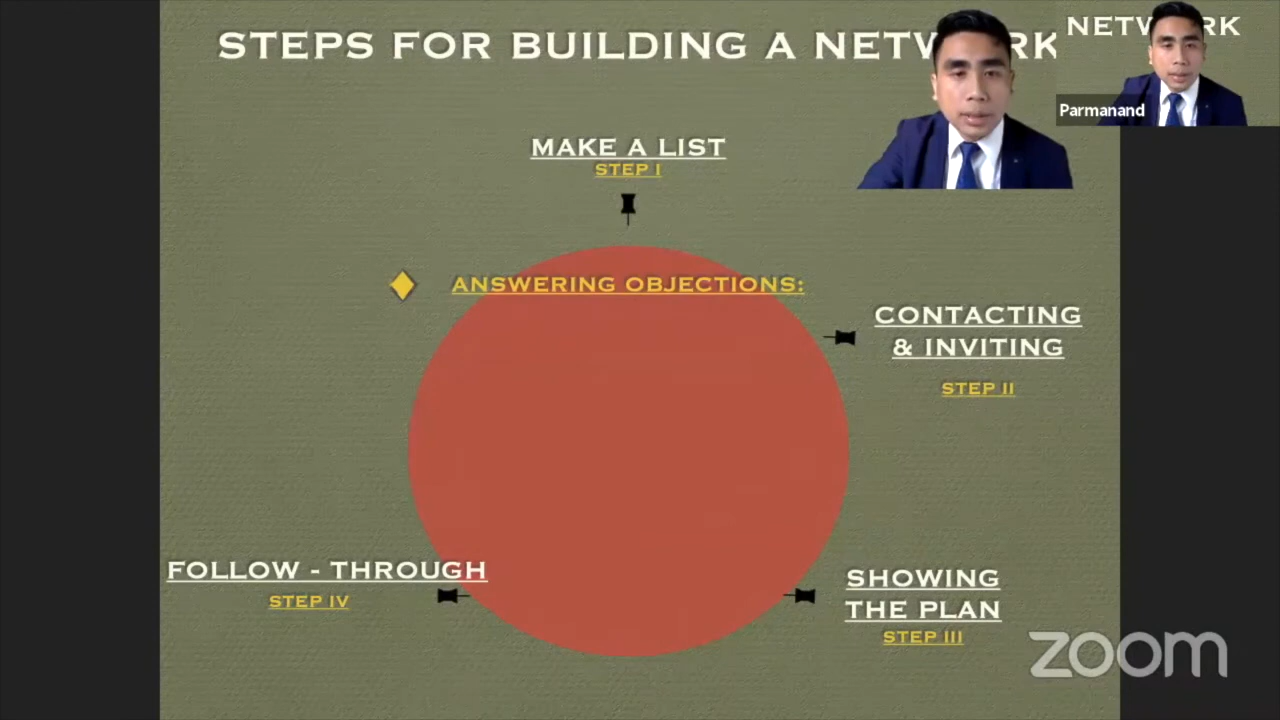 STEPS FOR BUILDING A NETW RK
NETW RK
Parmanand
MAKE A LIST
STEP I
ANSWERING OBJECTIONS:
CONTACTING
& INVITING
STEP II
FOLLOW - THROUGH
STEP IV
SHOWING
THE PLAN
STEP III
zoom